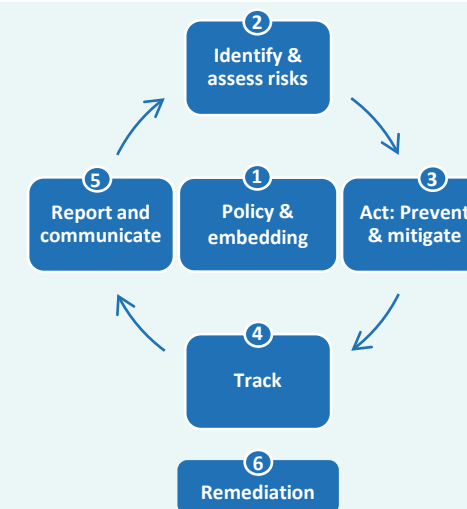 2
Identify &
assess risks
5
Report and
communicate
1
Policy &
embedding
3
Act: Prevent
& mitigate
4
Track
6
Remediation